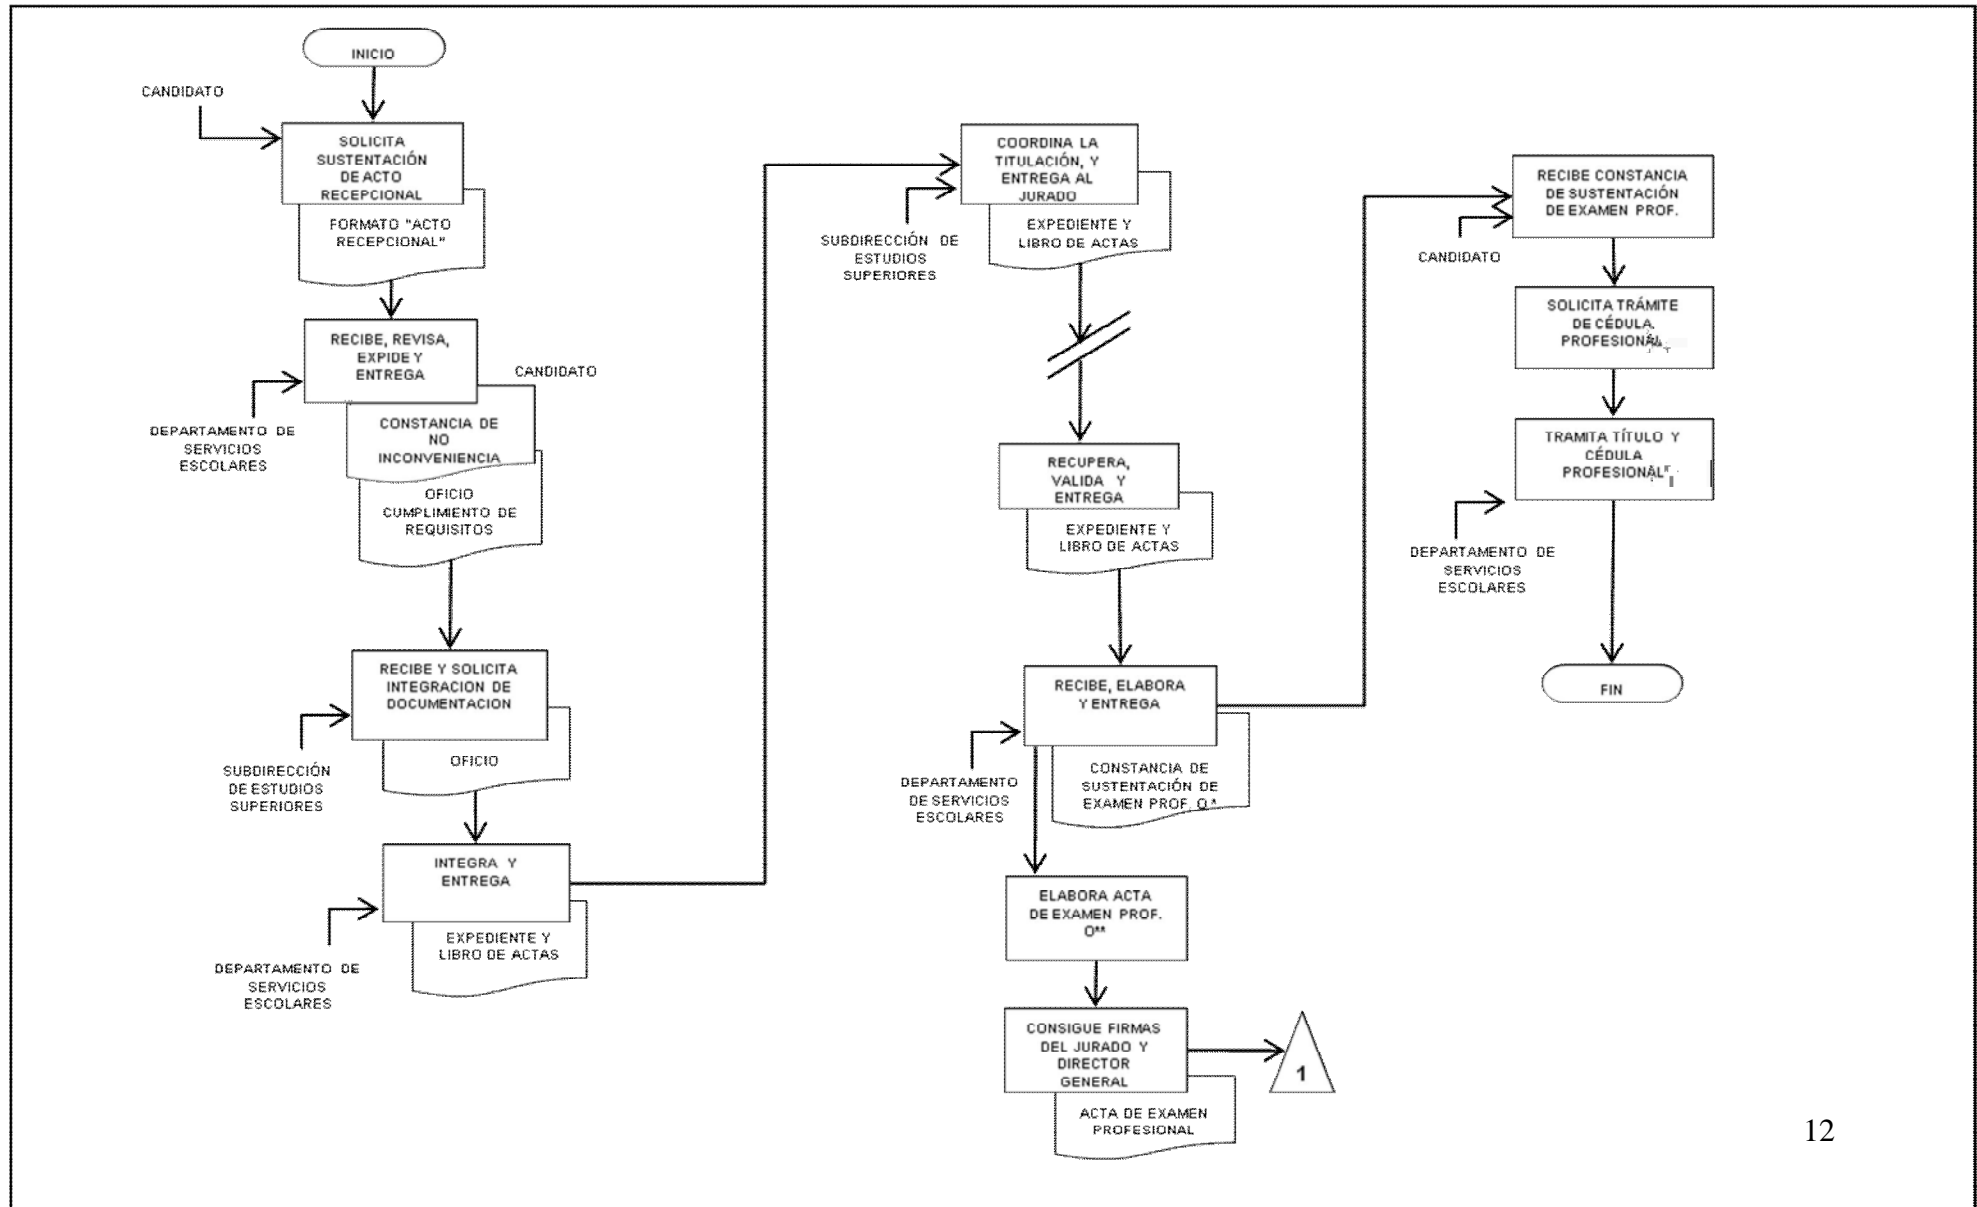 INICIO
CANDIDATO
SOLICITA
SUSTENTACIÓN
DE ACTO
RECEPCIONAL
FORMATO "ACTO
RECEPCIONAL"
RECIBE, REVISA,
EXPIDE Y
ENTREGA
CANDIDATO
DEPARTAMENTO DE
SERVICIOS
ESCOLARES
CONSTANCIA DE
NO
INCONVENIENCIA
OFICIO
CUMPLIMIENTO DE
REQUISITOS
RECIBE Y SOLICITA
INTEGRACION DE
DOCUMENTACION
SUBDIRECCIÓN
DE ESTUDIOS
SUPERIORES
OFICIO
INTEGRA Y
ENTREGA
DEPARTAMENTO DE
SERVICIOS
ESCOLARES
EXPEDIENTE Y
LIBRO DE ACTAS
COORDINA LA
TITULACIÓN, Y
ENTREGA AL
JURADO
SUBDIRECCIÓN DE
ESTUDIOS
SUPERIORES
EXPEDIENTE Y
LIBRO DE ACTAS
RECUPERA,
VALIDA Y
ENTREGA
EXPEDIENTE Y
LIBRO DE ACTAS
RECIBE, ELABORA
Y ENTREGA
DEPARTAMENTO
DE SERVICIOS
ESCOLARES
CONSTANCIA DE
SUSTENTACIÓN DE
EXAMEN PROF. O*
ELABORA ACTA
DE EXAMEN PROF.
O**
CONSIGUE FIRMAS
DEL JURADO Y
DIRECTOR
GENERAL
1
ACTA DE EXAMEN
PROFESIONAL
RECIBE CONSTANCIA
DE SUSTENTACIÓN
DE EXAMEN PROF.
CANDIDATO
SOLICITA TRÁMITE
DE CÉDULA
PROFESIONAL
TRAMITA TÍTULO Y
CÉDULA
PROFESIONAL
DEPARTAMENTO DE
SERVICIOS
ESCOLARES
FIN
12